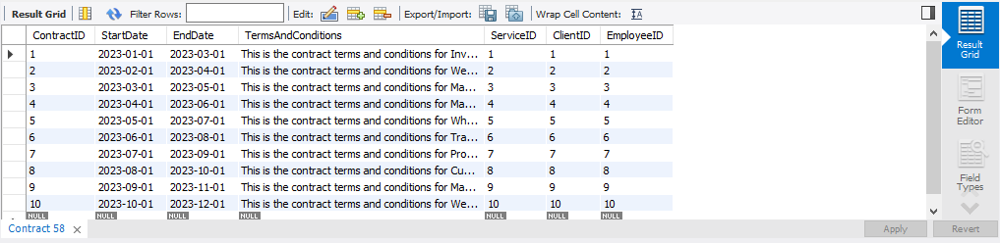 Result Grid Filter Rows: Edit: Export/Import: Wrap Cell Content: IA
ContractID StartDate EndDate TermsAndConditions ServiceID ClientID EmployeeID
1 2023-01-01 2023-03-01 This is the contract terms and conditions for Inv... 1 1 1
2 2023-02-01 2023-04-01 This is the contract terms and conditions for We... 2 2 2
3 2023-03-01 2023-05-01 This is the contract terms and conditions for Ma... 3 3 3
4 2023-04-01 2023-06-01 This is the contract terms and conditions for Ma... 4 4 4
5 2023-05-01 2023-07-01 This is the contract terms and conditions for Wh... 5 5 5
6 2023-06-01 2023-08-01 This is the contract terms and conditions for Tra... 6 6 6
7 2023-07-01 2023-09-01 This is the contract terms and conditions for Pro... 7 7 7
8 2023-08-01 2023-10-01 This is the contract terms and conditions for Cu... 8 8 8
9 2023-09-01 2023-11-01 This is the contract terms and conditions for Ma... 9 9 9
10 2023-10-01 2023-12-01 This is the contract terms and conditions for We... 10 10 10
NULL NULL NULL NULL NULL NULL NULL
Result
Grid
Form
Editor
Field
Types
Contract 58 Apply Revert